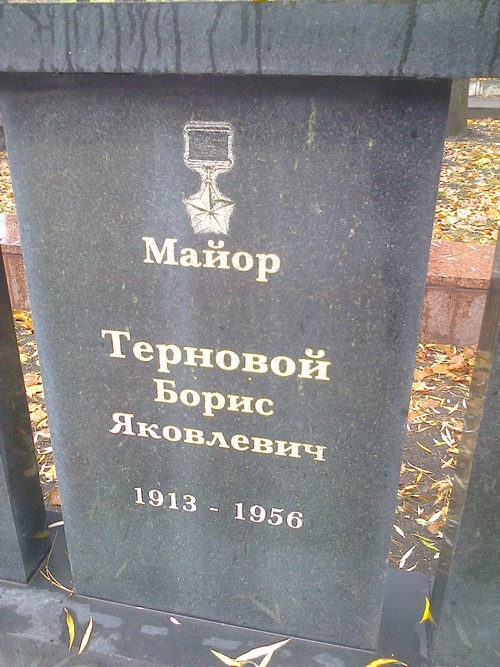 Майор
Терновой
Борис
Яковлевич
1913 - 1956